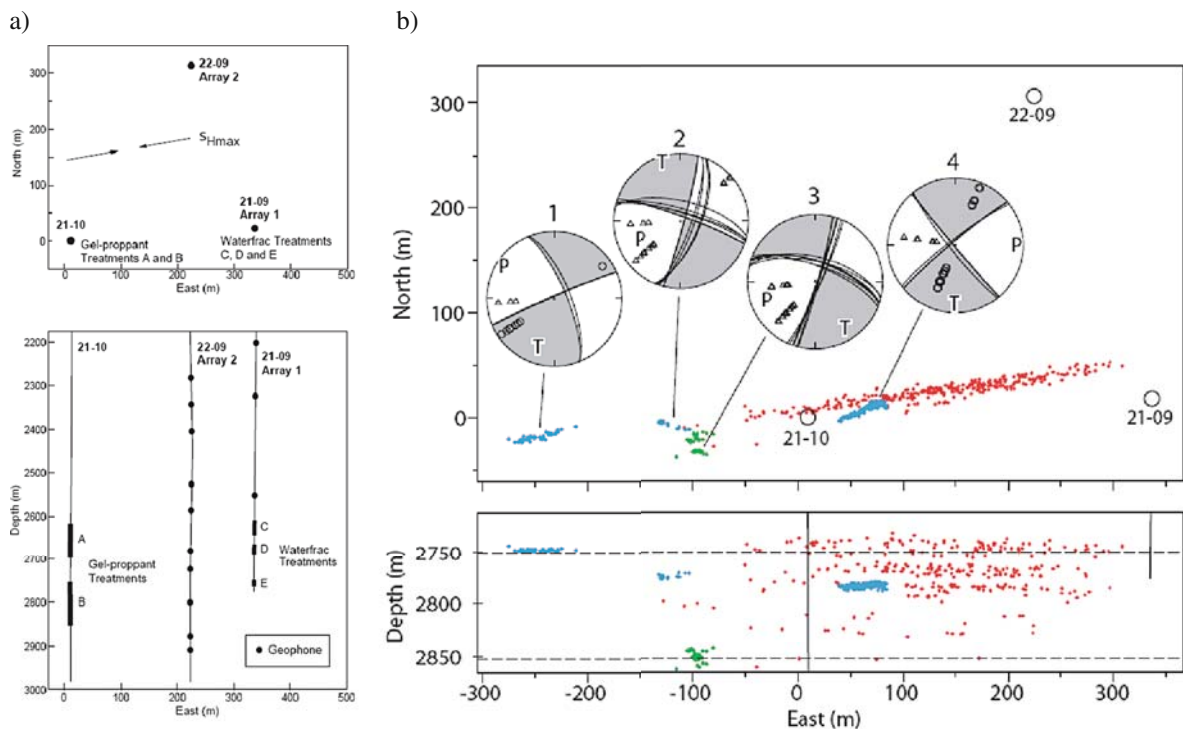 a)
300
200
100
0
North (m)
22-09
Array 2
SHmax
21-10
Gel-proppant
Treatments A and B
21-09
Array 1
Waterfrac Treatments
C, D and E
0 100 200 300 400 500
East (m)
2200
2300
2400
2500
2600
2700
2800
2900
3000
Depth (m)
21-10
22-09
Array 2
21-09
Array 1
A
B
Gel-proppant
Treatments
C
D
E
Waterfrac
Treatments
Geophone
0 100 200 300 400 500
East (m)
b)
300
200
100
0
North (m)
1
P
T
2
T
P
3
P
T
4
T
P
22-09
21-10
21-09
2750
2800
2850
Depth (m)
-300 -200 -100 0 100 200 300
East (m)